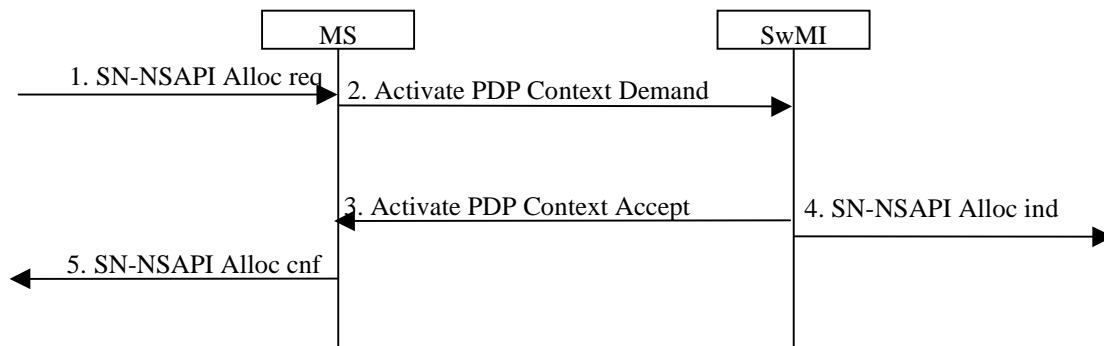 MS
SwMI
1. SN-NSAPI Alloc req
2. Activate PDP Context Demand
3. Activate PDP Context Accept
4. SN-NSAPI Alloc ind
5. SN-NSAPI Alloc cnf